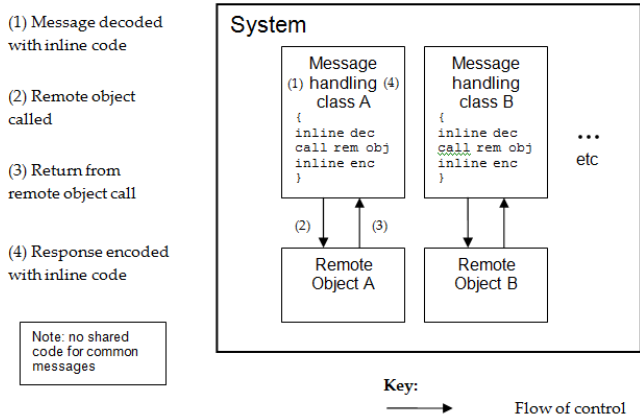 (1) Message decoded
with inline code
(2) Remote object
called
(3) Return from
remote object call
(4) Response encoded
with inline code
Note: no shared
code for common
messages
System
Message
(1) handling (4)
class A
{
inline dec
call rem obj
inline enc
}
(2)
(3)
Remote
Object A
Message
handling
class B
{
inline dec
call rem obj
inline enc
}
Remote
Object B
...
etc
Key:
Flow of control